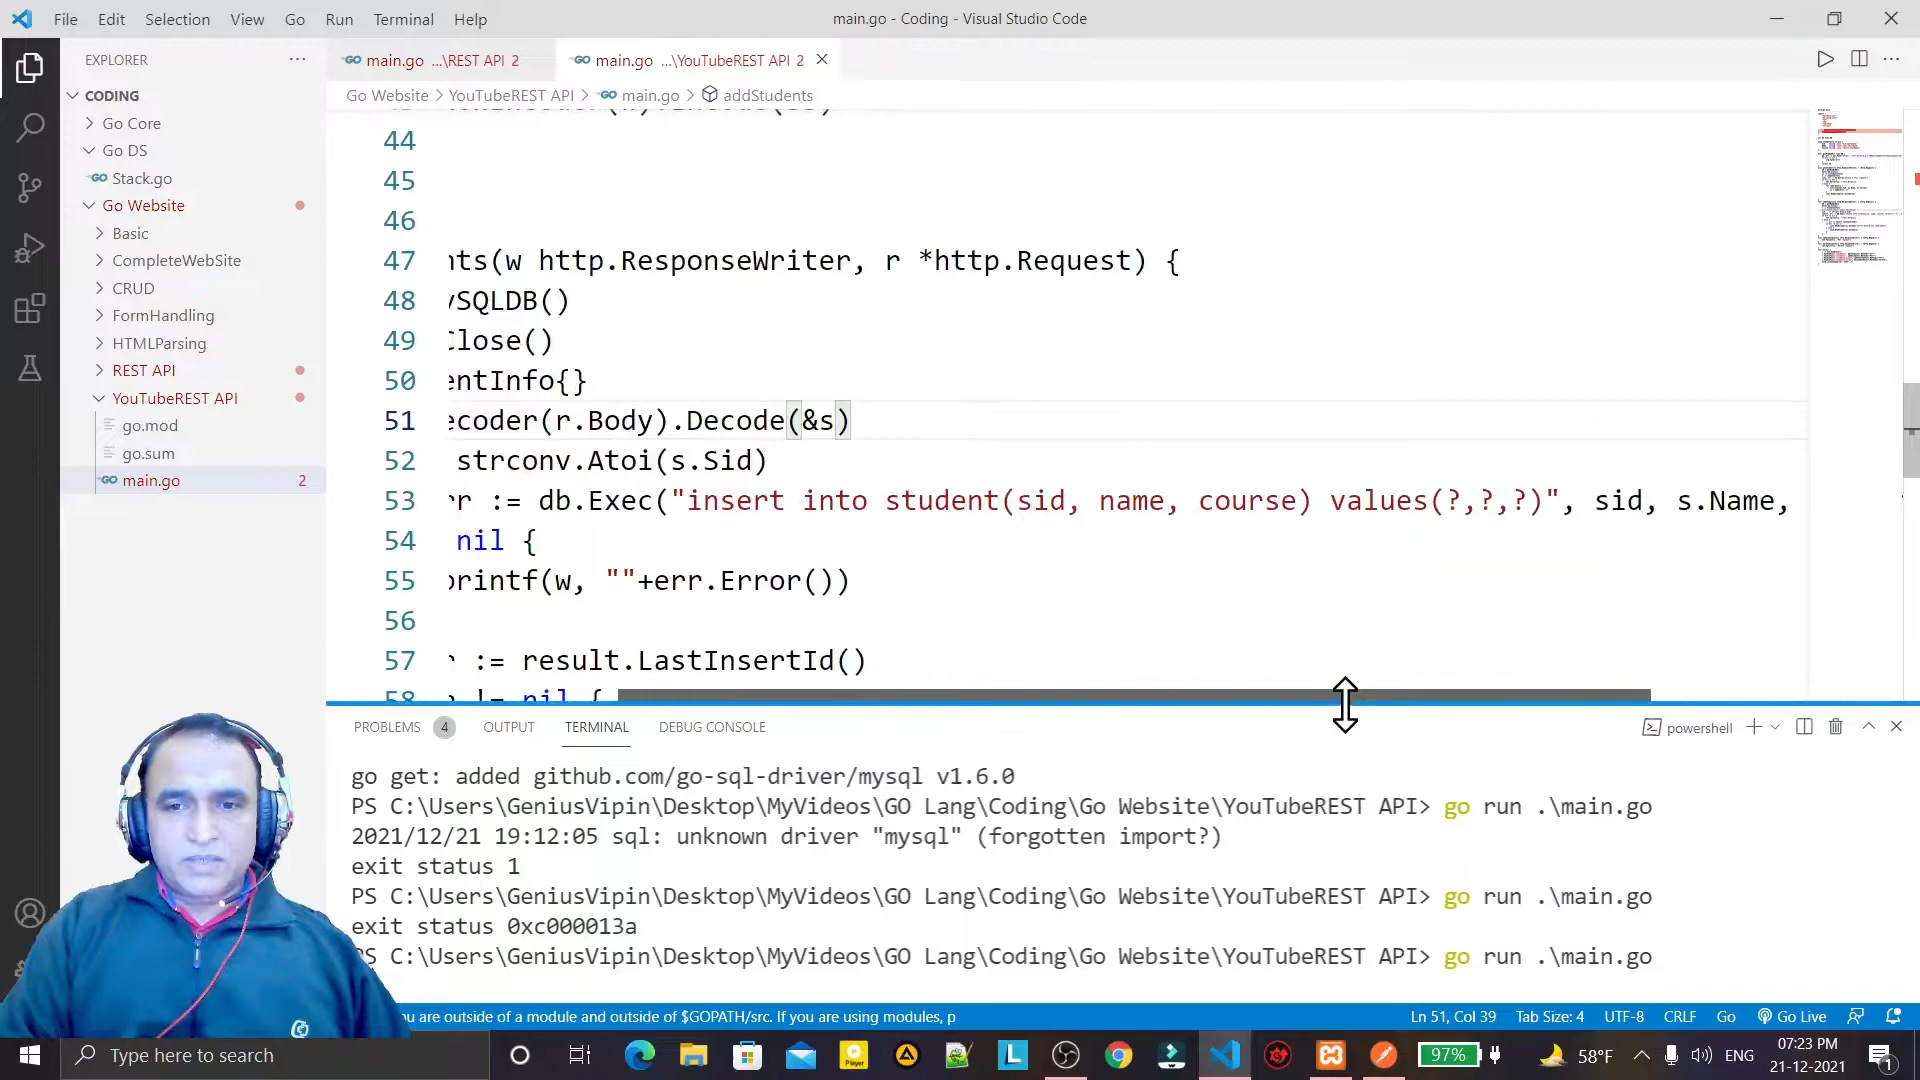 File Edit Selection View Go Run Terminal Help
main.go - Coding - Visual Studio Code
EXPLORER
CODING
Go Core
Go DS
Stack.go
Go Website
Basic
CompleteWebSite
CRUD
FormHandling
HTMLParsing
REST API
YouTubeREST API
go.mod
go.sum
main.go 2
main.go ...\REST API 2
main.go ...\YouTubeREST API 2
Go Website > YouTubeREST API > main.go > addStudents
44
45
46
47 nts(w http.ResponseWriter, r *http.Request) {
48 ySQLDB()
49 Close()
50 entInfo{}
51 ecoder(r.Body).Decode(&s)
52 strconv.Atoi(s.Sid)
53 rr := db.Exec("insert into student(sid, name, course) values(?,?,?)", sid, s.Name,
54 nil {
55 printf(w, ""+err.Error())
56
57 r := result.LastInsertId()
58 != nil {
PROBLEMS 4 OUTPUT TERMINAL DEBUG CONSOLE
powershell
go get: added github.com/go-sql-driver/mysql v1.6.0
PS C:\Users\GeniusVipin\Desktop\MyVideos\GO Lang\Coding\Go Website\YouTubeREST API> go run .\main.go
2021/12/21 19:12:05 sql: unknown driver "mysql" (forgotten import?)
exit status 1
PS C:\Users\GeniusVipin\Desktop\MyVideos\GO Lang\Coding\Go Website\YouTubeREST API> go run .\main.go
exit status 0xc000013a
PS C:\Users\GeniusVipin\Desktop\MyVideos\GO Lang\Coding\Go Website\YouTubeREST API> go run .\main.go
ou are outside of a module and outside of $GOPATH/src. If you are using modules, p
Ln 51, Col 39 Tab Size: 4 UTF-8 CRLF Go Go Live
Type here to search
97%
58°F
ENG
07:23 PM
21-12-2021
1